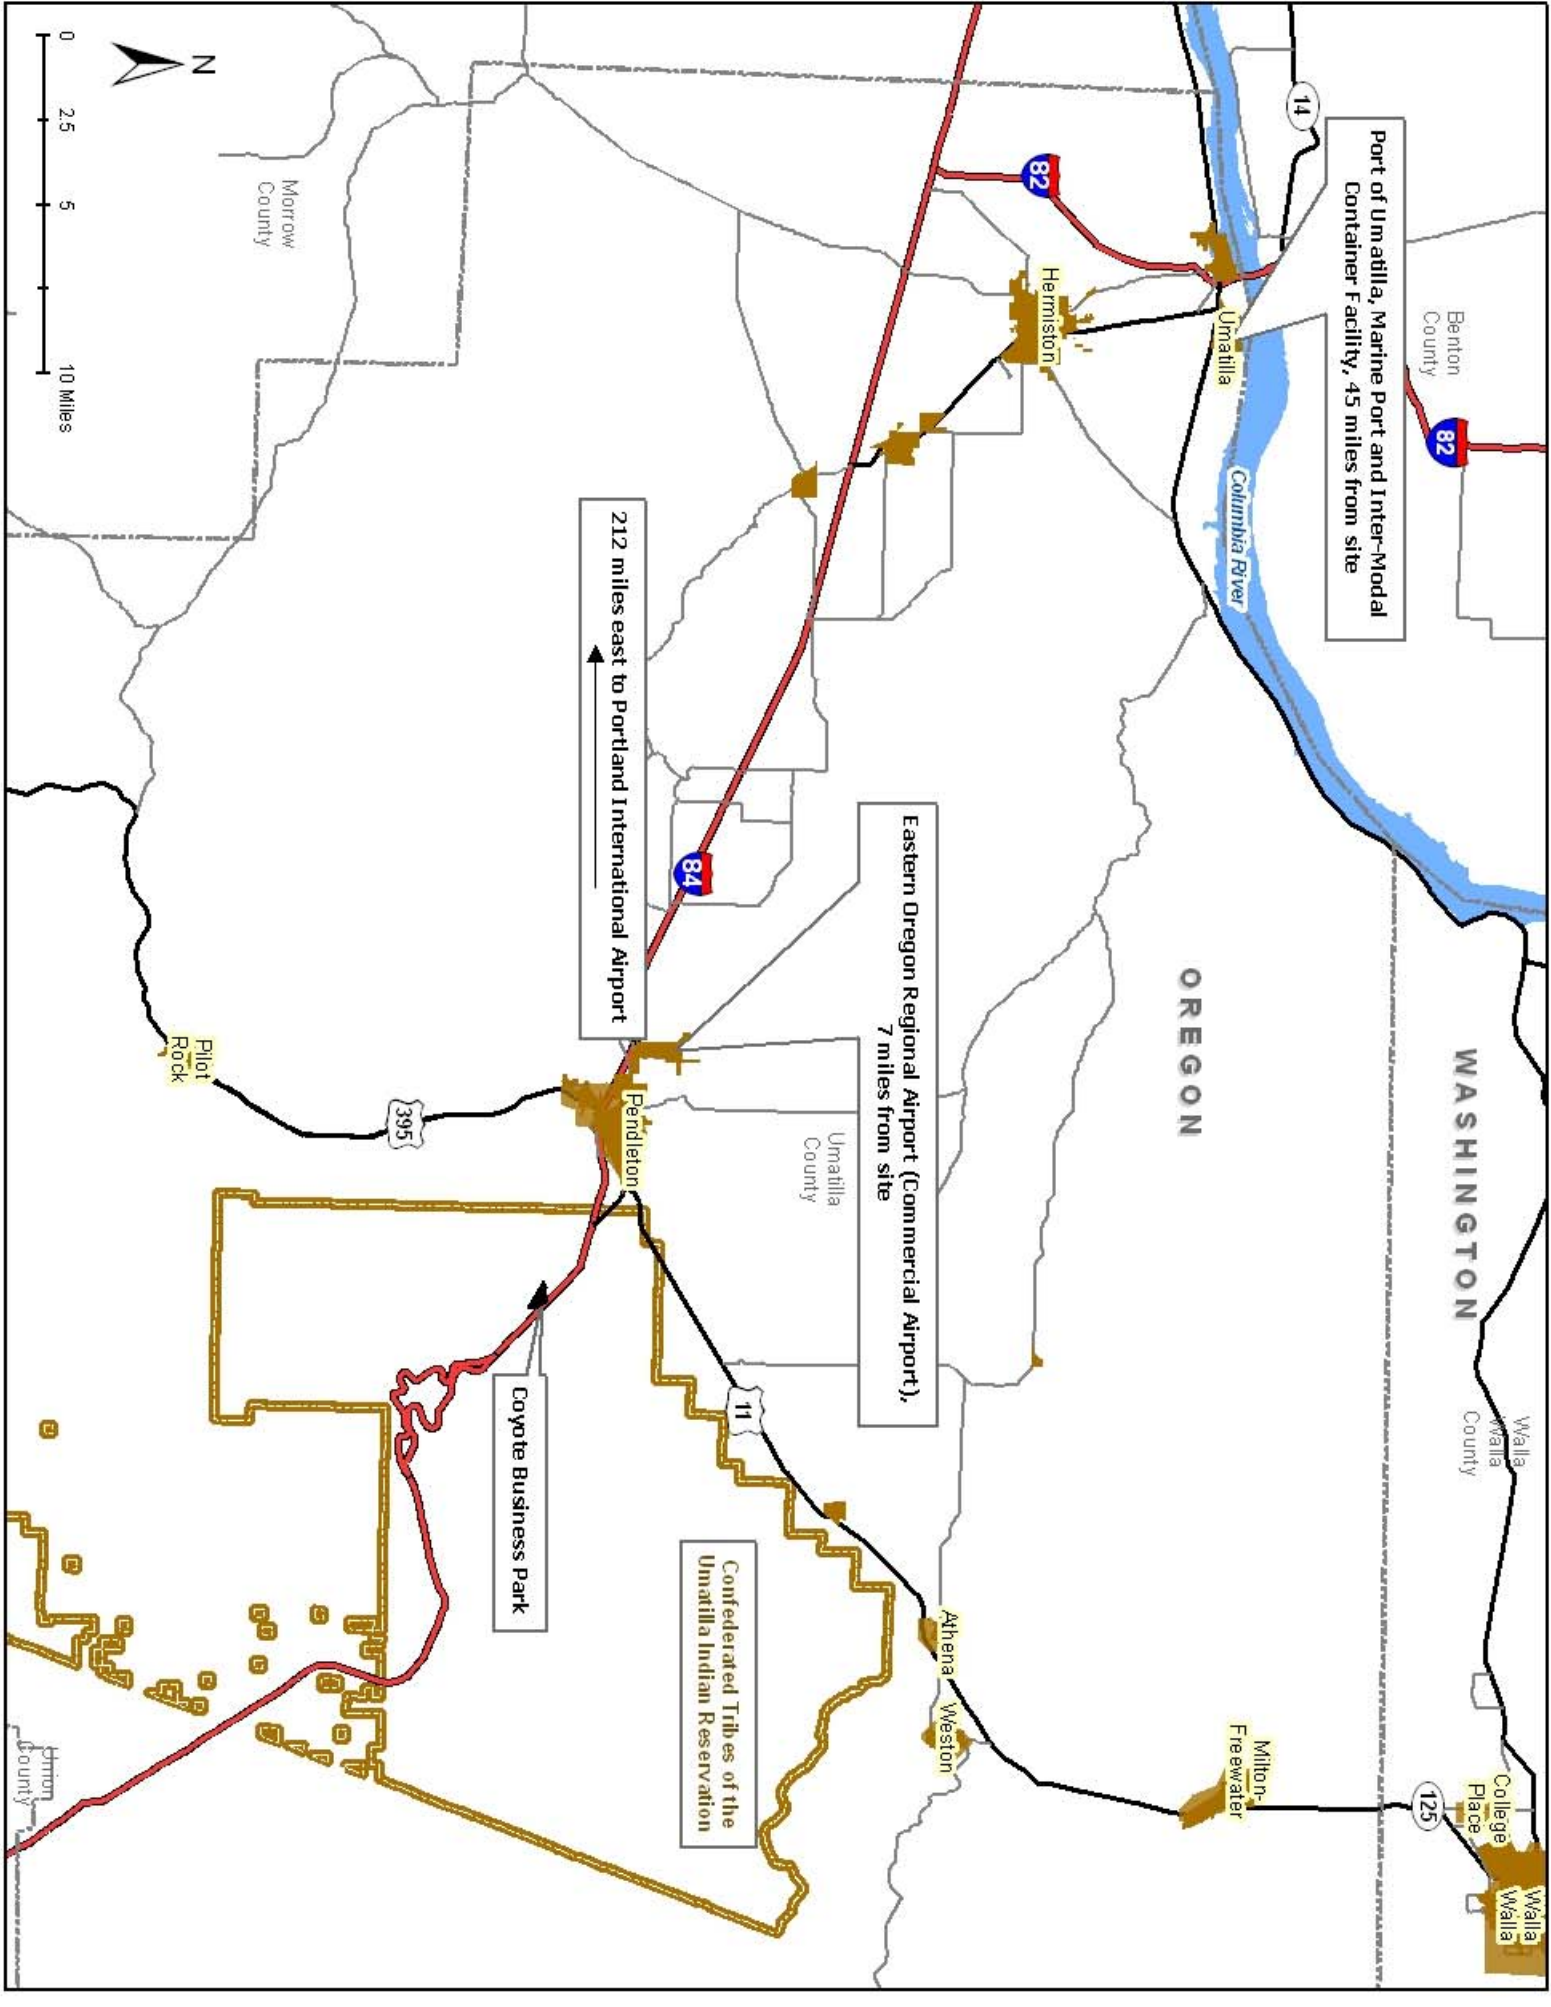 WASHINGTON
OREGON
Benton
County
82
14
Port of Umatilla, Marine Port and Inter-Modal
Container Facility, 45 miles from site
Columbia River
Umatilla
82
Hermiston
Walla
Walla
County
College
Place
Walla
Walla
125
Milton-
Freewater
Athena
Weston
Eastern Oregon Regional Airport (Commercial Airport),
7 miles from site
Umatilla
County
11
84
212 miles east to Portland International Airport
Pendleton
Confederated Tribes of the
Umatilla Indian Reservation
Coyote Business Park
395
Pilot
Rock
Morrow
County
Union
County
N
0 2.5 5 10 Miles